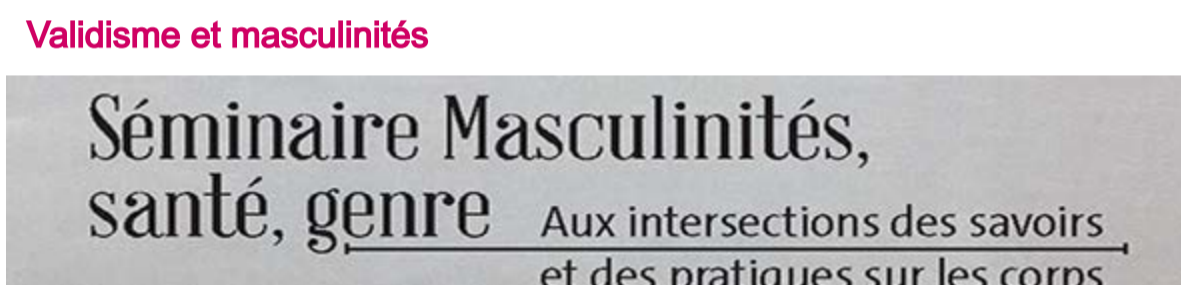 Validisme et masculinités
Séminaire Masculinités,
santé, genre
Aux intersections des savoirs
et des pratiques sur les corps